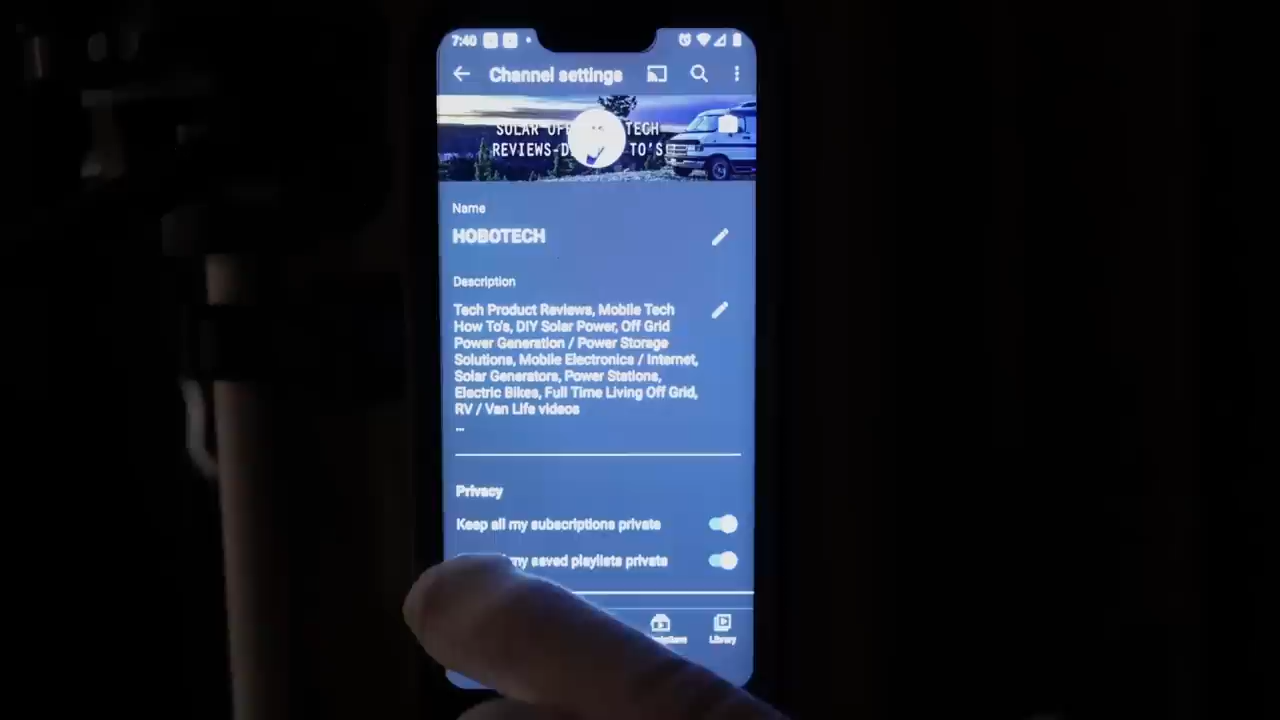 7:40
Channel settings
SOLAR TECH
REVIEWS- TO'S
Name
HOBOTECH
Description
Tech Product Reviews, Mobile Tech
How To's, DIY Solar Power, Off Grid
Power Generation / Power Storage
Solutions, Mobile Electronics / Internet,
Solar Generators, Power Stations,
Electric Bikes, Full Time Living Off Grid,
RV / Van Life videos
...
Privacy
Keep all my subscriptions private
my saved playlists private
Library